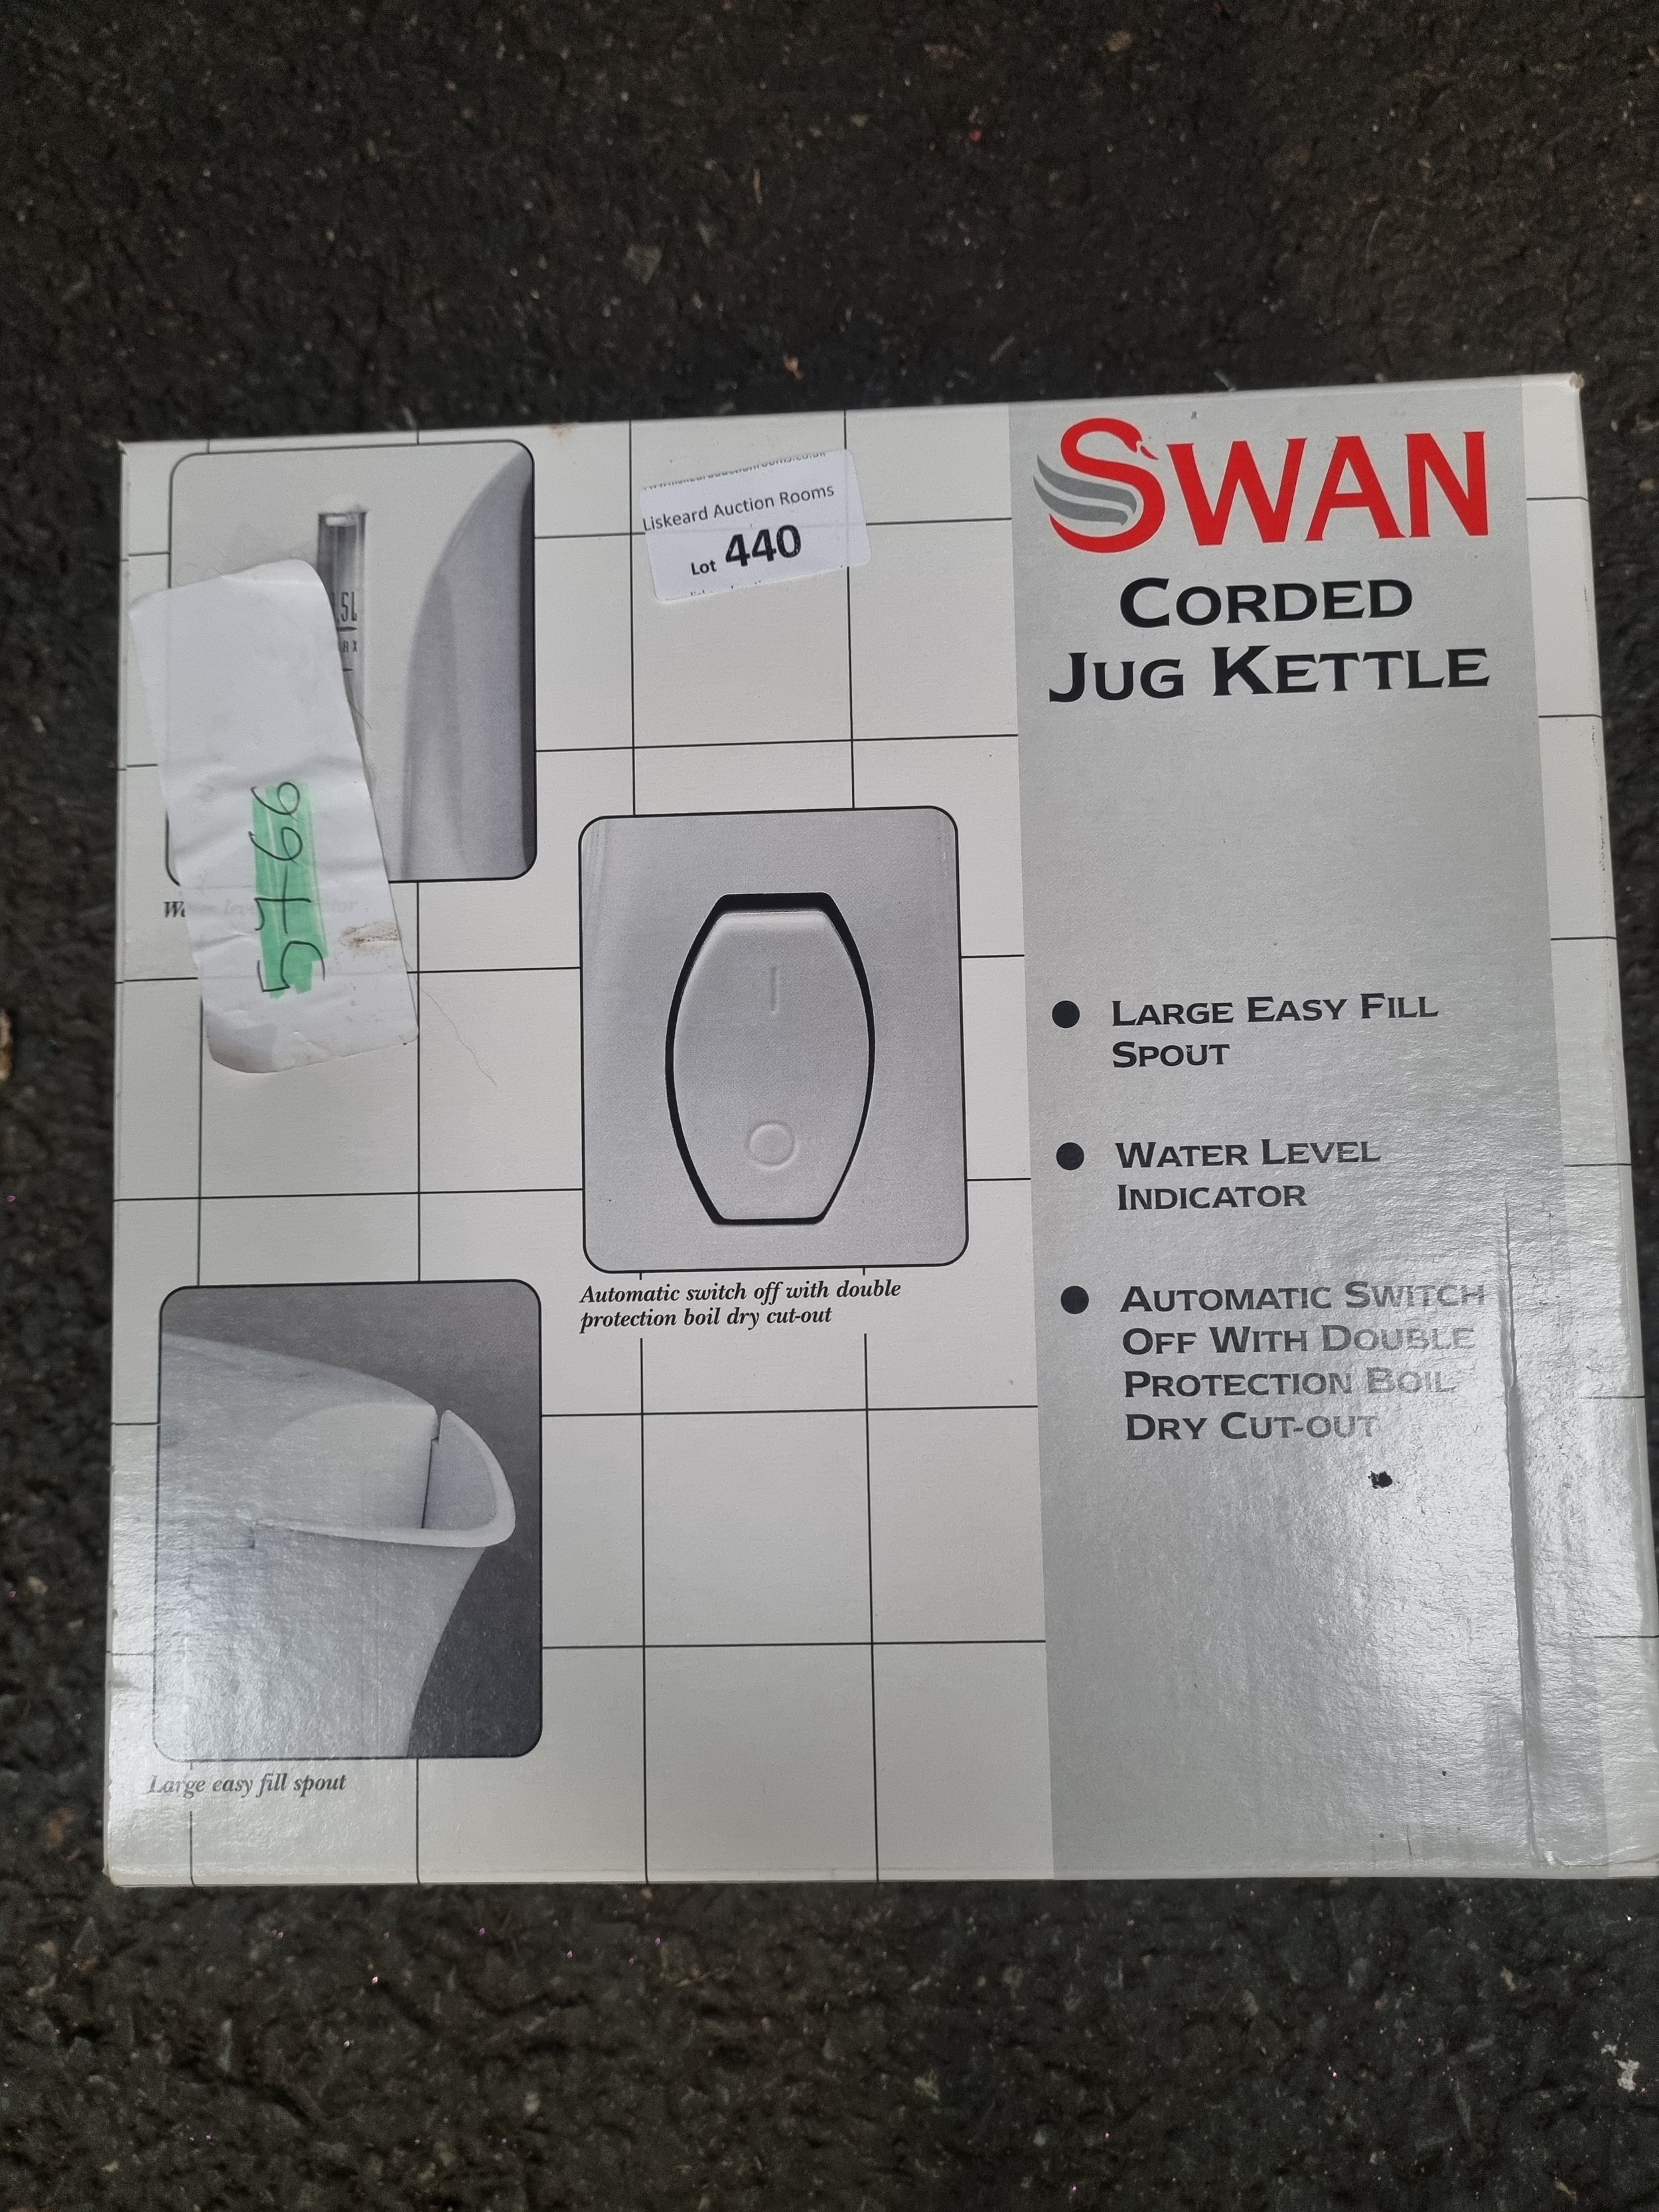 Liskeard Auction Rooms
Lot 440
SWAN
CORDED
JUG KETTLE
.5L
5766
Automatic switch off with double
protection boil dry cut-out
Large easy fill spout
● LARGE EASY FILL
SPOUT
● WATER LEVEL
INDICATOR
● AUTOMATIC SWITCH
OFF WITH DOUBLE
PROTECTION BOIL
DRY CUT-OUT